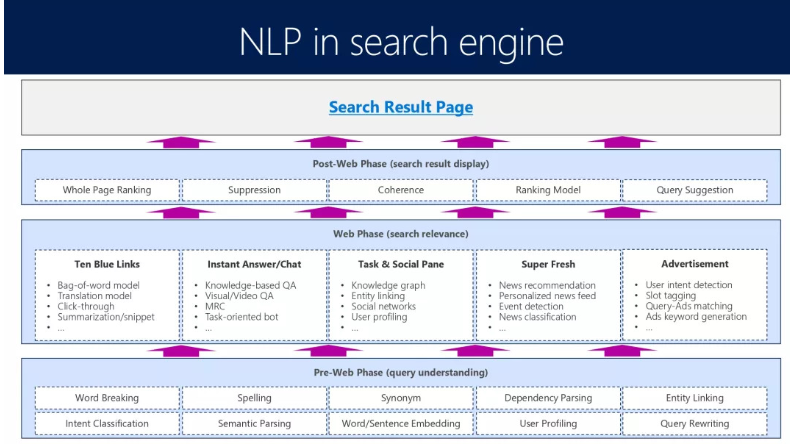 NLP in search engine
Search Result Page
Post-Web Phase (search result display)
Whole Page Ranking
Suppression
Coherence
Ranking Model
Query Suggestion
Web Phase (search relevance)
Ten Blue Links
• Bag-of-word model
• Translation model
• Click-through
• Summarization/snippet
• ...
Instant Answer/Chat
• Knowledge-based QA
• Visual/Video QA
• MRC
• Task-oriented bot
• ...
Task & Social Pane
• Knowledge graph
• Entity linking
• Social networks
• User profiling
• ...
Super Fresh
• News recommendation
• Personalized news feed
• Event detection
• News classification
• ...
Advertisement
• User intent detection
• Slot tagging
• Query-Ads matching
• Ads keyword generation
• ...
Pre-Web Phase (query understanding)
Word Breaking
Spelling
Synonym
Dependency Parsing
Entity Linking
Intent Classification
Semantic Parsing
Word/Sentence Embedding
User Profiling
Query Rewriting